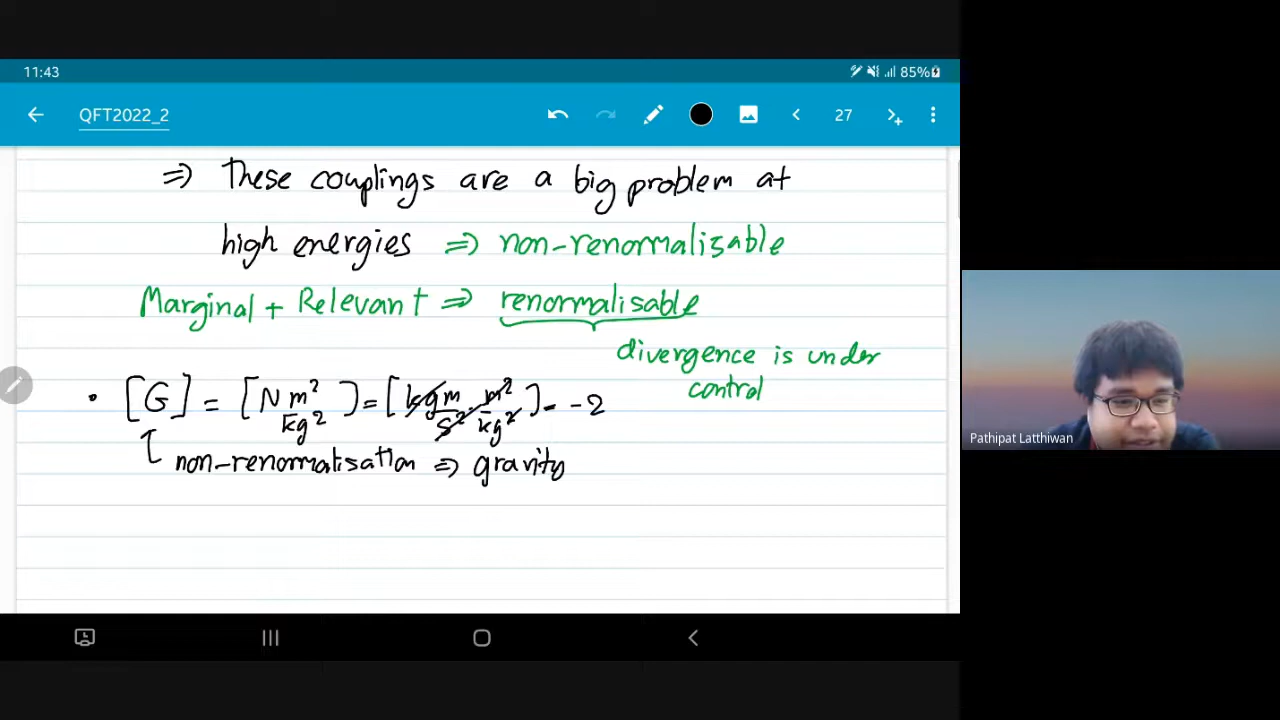 11:43
85%
QFT2022_2
27
⇒ These couplings are a big problem at
high energies ⇒ non-renormalisable
Marginal + Relevant ⇒ renormalisable
divergence is under
control
• [G] = [N m²/kg²] = [kg m/s² m²/kg²] = -2
non-renormalisation ⇒ gravity
Pathipat Latthiwan